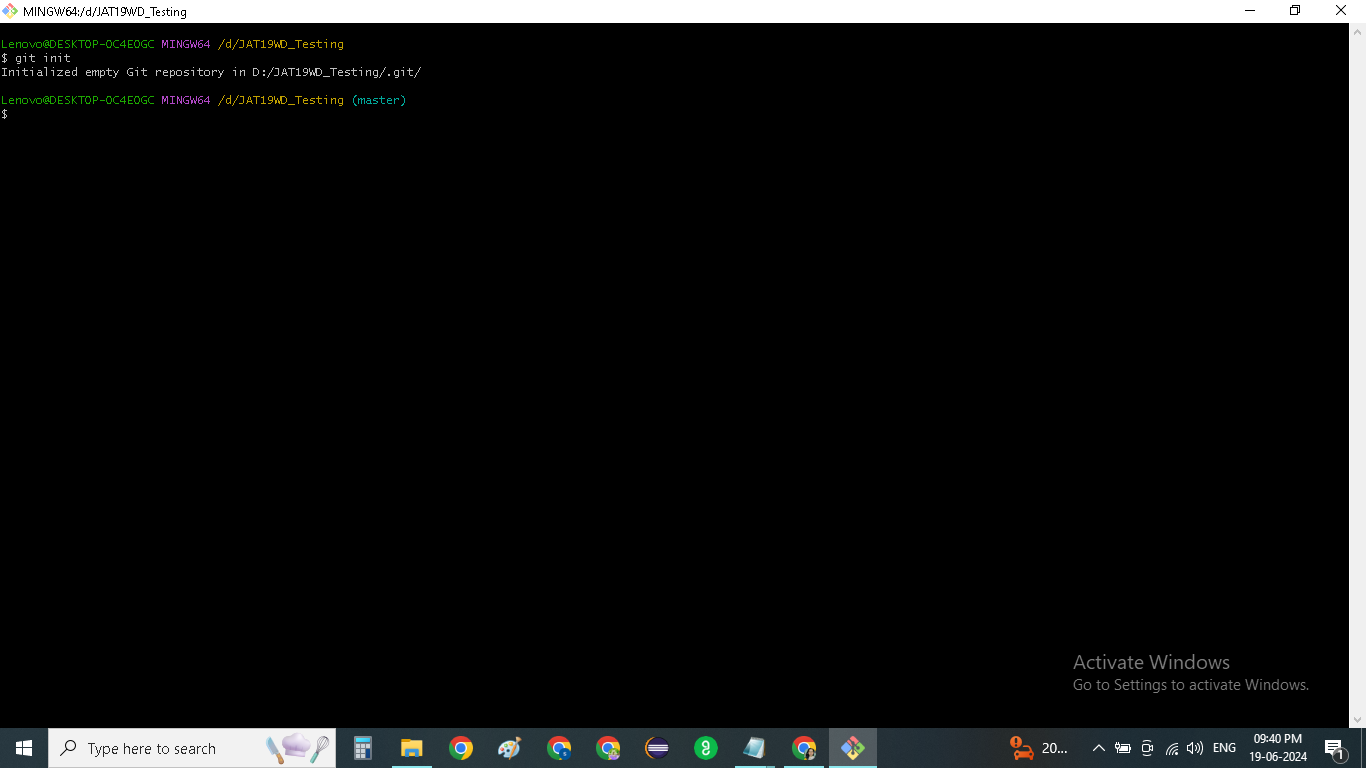 MINGW64:/d/JAT19WD_Testing
Lenovo@DESKTOP-OC4EOGC MINGW64 /d/JAT19WD_Testing
$ git init
Initialized empty Git repository in D:/JAT19WD_Testing/.git/
Lenovo@DESKTOP-OC4EOGC MINGW64 /d/JAT19WD_Testing (master)
$
Activate Windows
Go to Settings to activate Windows.
Type here to search
20...
ENG
09:40 PM
19-06-2024
1